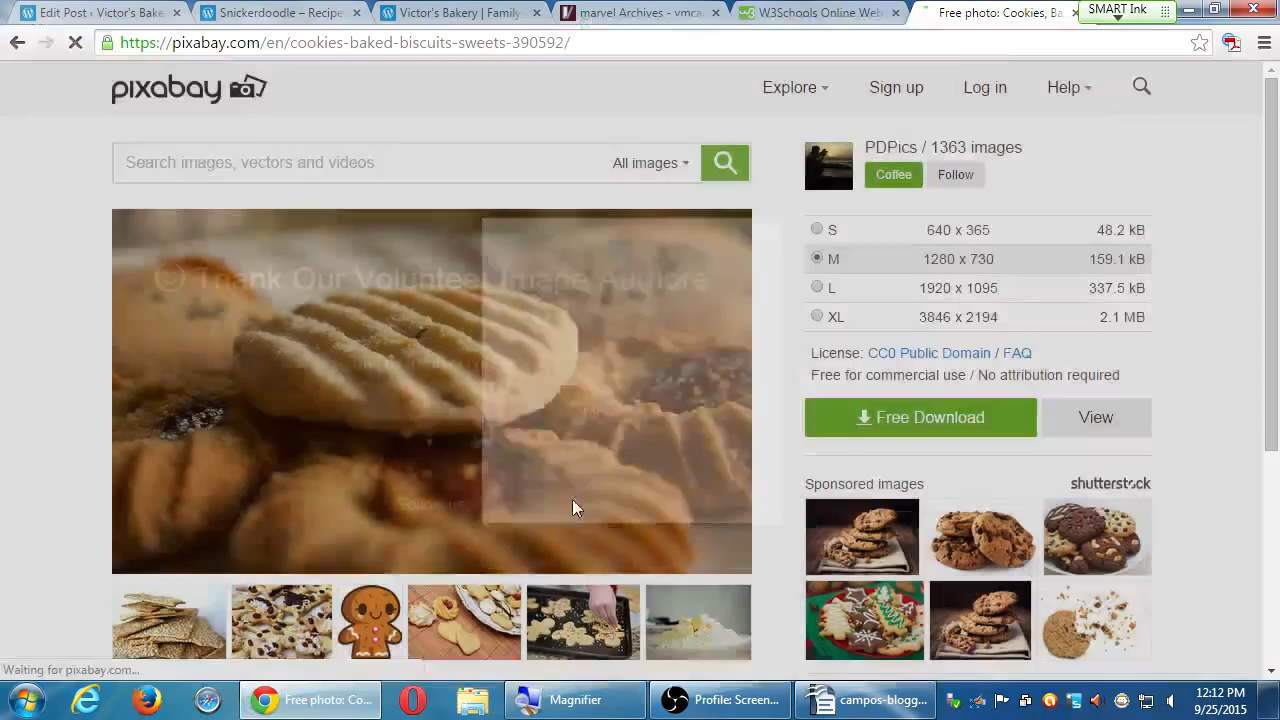 Edit Post ‹ Victor's Bake
Snickerdoodle – Recipe
Victor's Bakery | Family
marvel Archives - vmca
W3Schools Online Web
Free photo: Cookies, Ba
SMART Ink
https://pixabay.com/en/cookies-baked-biscuits-sweets-390592/
pixabay
Explore
Sign up
Log in
Help
Search images, vectors and videos
All images
PDPics / 1363 images
Coffee
Follow
S 640 x 365 48.2 kB
M 1280 x 730 159.1 kB
L 1920 x 1095 337.5 kB
XL 3846 x 2194 2.1 MB
Thank Our Volunteer Image Authors
License: CC0 Public Domain / FAQ
Free for commercial use / No attribution required
Free Download
View
Sponsored images
shutterstock
Waiting for pixabay.com...
Free photo: Co...
Magnifier
Profile: Screen...
campos-blogg...
12:12 PM
9/25/2015